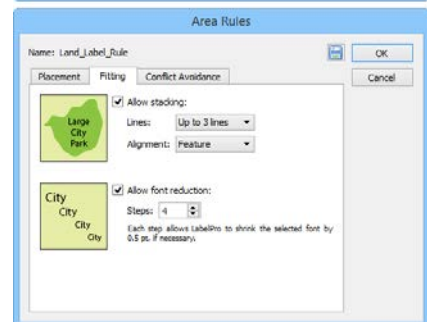 Area Rules
Name: Land_Label_Rule
OK
Cancel
Placement Fitting Conflict Avoidance
Allow stacking:
Large
City
Park
Lines: Up to 3 lines
Alignment: Feature
Allow font reduction:
City
City
City
City
Steps: 4
Each step allows LabelPro to shrink the selected font by
0.5 pt. if necessary.